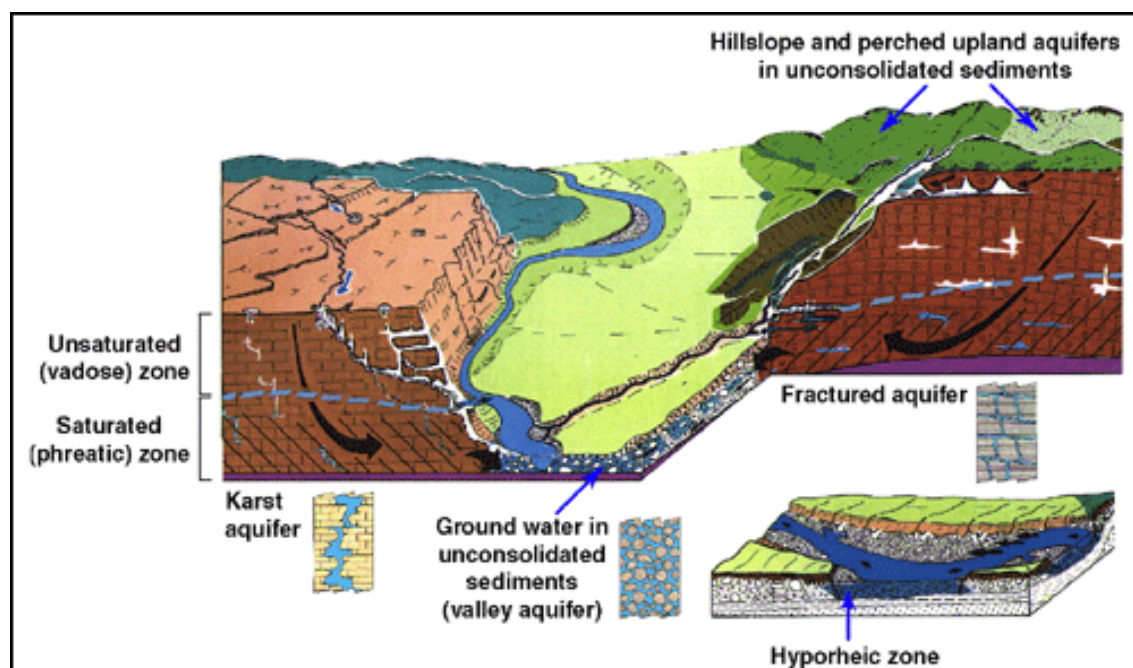 Hillslope and perched upland aquifers
in unconsolidated sediments
Unsaturated
(vadose) zone
Saturated
(phreatic) zone
Fractured aquifer
Karst
aquifer
Ground water in
unconsolidated
sediments
(valley aquifer)
Hyporheic zone